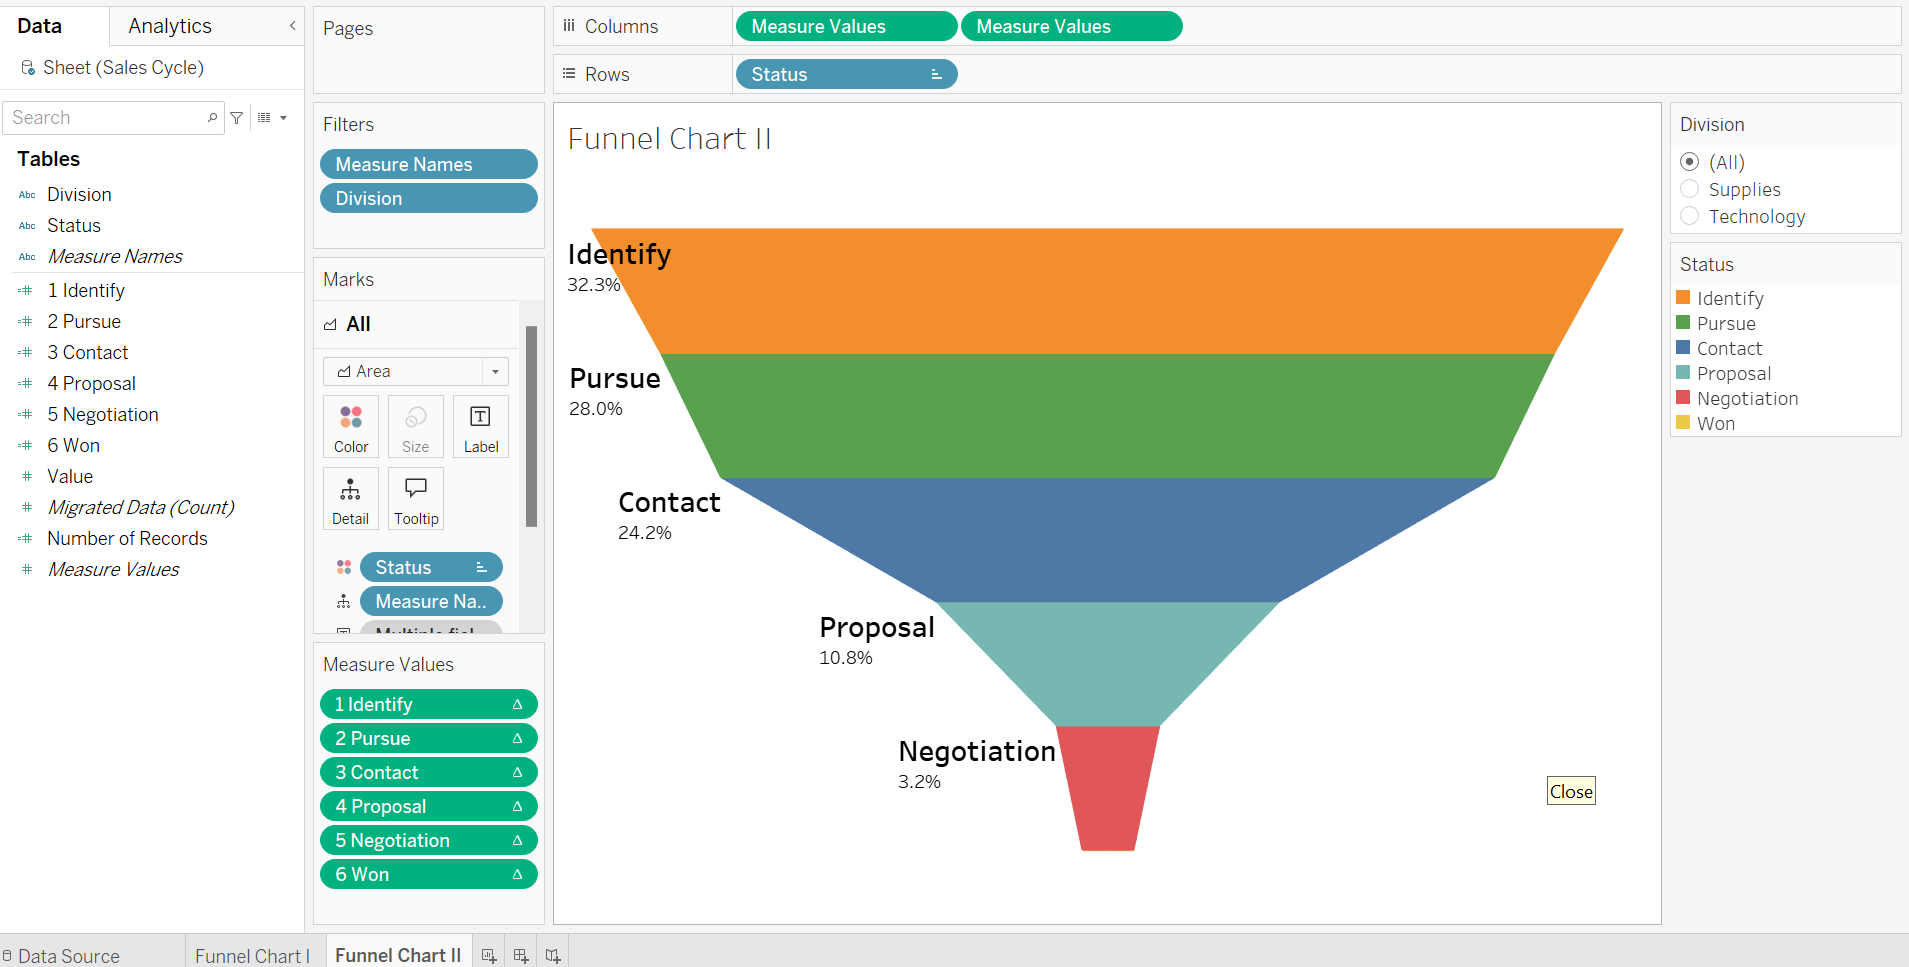 Data
Analytics
Sheet (Sales Cycle)
Search
Tables
Abc Division
Abc Status
Abc Measure Names
1 Identify
2 Pursue
3 Contact
4 Proposal
5 Negotiation
6 Won
Value
Migrated Data (Count)
Number of Records
Measure Values
Pages
Filters
Measure Names
Division
Marks
All
Area
Color
Size
Label
Detail
Tooltip
Status
Measure Na..
Measure Values
1 Identify
2 Pursue
3 Contact
4 Proposal
5 Negotiation
6 Won
Columns
Measure Values
Measure Values
Rows
Status
Funnel Chart II
Identify
32.3%
Pursue
28.0%
Contact
24.2%
Proposal
10.8%
Negotiation
3.2%
Close
Division
(All)
Supplies
Technology
Status
Identify
Pursue
Contact
Proposal
Negotiation
Won
Data Source
Funnel Chart I
Funnel Chart II